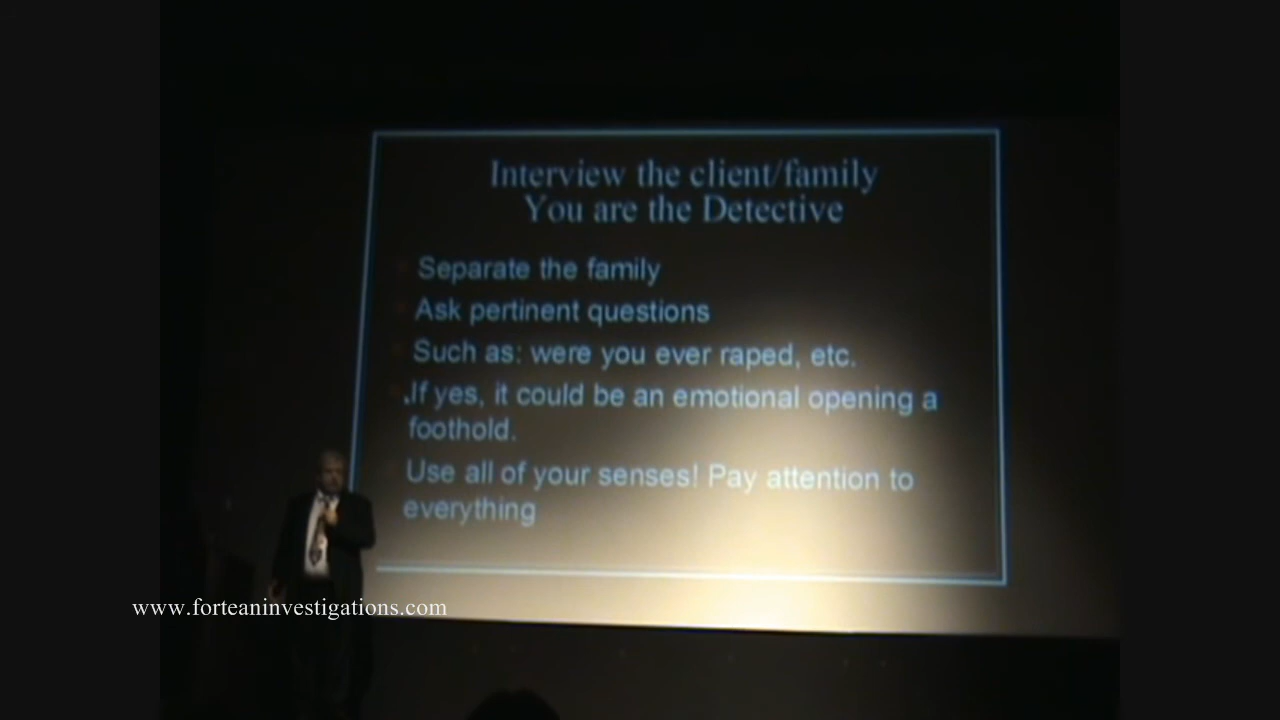 Interview the client/family
You are the Detective
Separate the family
Ask pertinent questions
Such as: were you ever raped, etc.
.If yes, it could be an emotional opening a
foothold.
Use all of your senses! Pay attention to
everything
www.forteaninvestigations.com